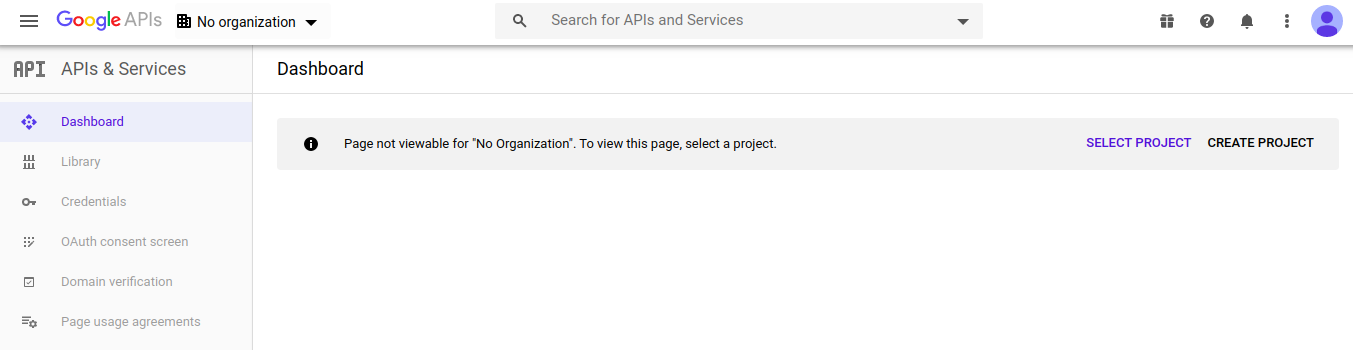 Google APIs
No organization
Search for APIs and Services
API APIs & Services
Dashboard
Dashboard
Page not viewable for "No Organization". To view this page, select a project.
SELECT PROJECT
CREATE PROJECT
Library
Credentials
OAuth consent screen
Domain verification
Page usage agreements